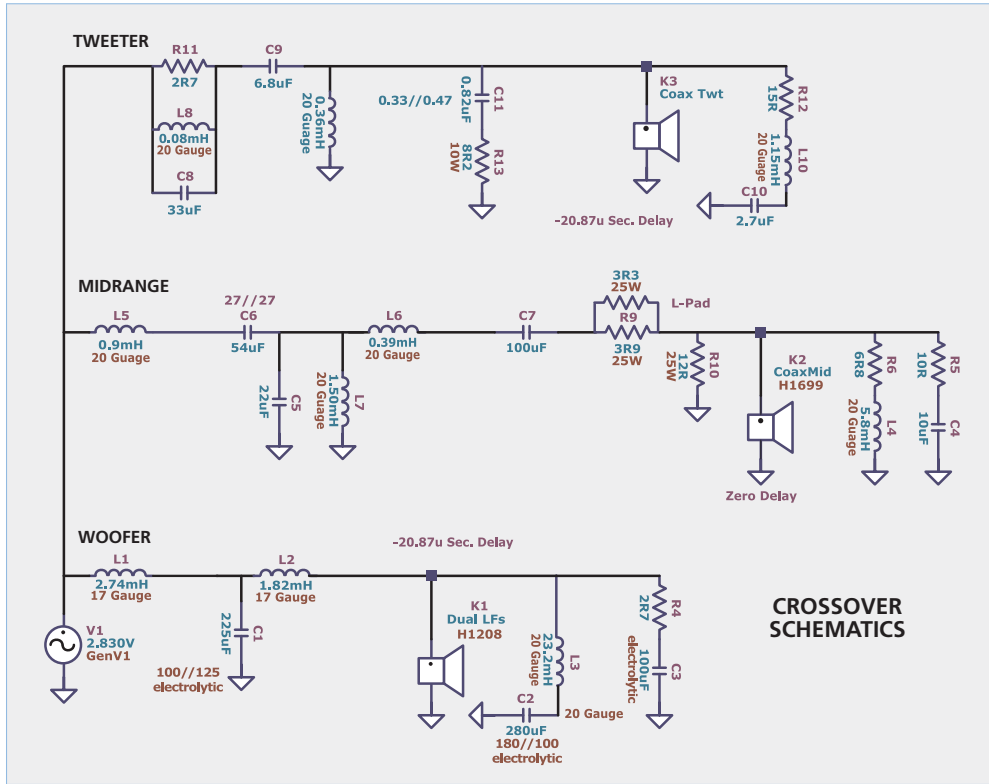 TWEETER
R11
2R7
L8
0.08mH
20 Gauge
C8
33uF
C9
6.8uF
0.36mH
20 Guage
0.33//0.47
C11
0.82uF
R13
8R2
10W
K3
Coax Twt
R12
15R
L10
1.15mH
20 Guage
C10
2.7uF
-20.87u Sec. Delay
MIDRANGE
L5
0.9mH
20 Guage
27//27
C6
54uF
C5
22uF
L7
1.50mH
20 Guage
L6
0.39mH
20 Guage
C7
100uF
3R3
25W
R9
3R9
25W
L-Pad
R10
12R
25W
K2
CoaxMid
H1699
Zero Delay
R6
6R8
L4
5.8mH
20 Guage
R5
10R
C4
10uF
WOOFER
L1
2.74mH
17 Gauge
L2
1.82mH
17 Gauge
-20.87u Sec. Delay
V1
2.830V
GenV1
C1
225uF
100//125
electrolytic
K1
Dual LFs
H1208
L3
23.2mH
20 Gauge
20 Gauge
C2
280uF
180//100
electrolytic
R4
2R7
C3
100uF
electrolytic
CROSSOVER
SCHEMATICS